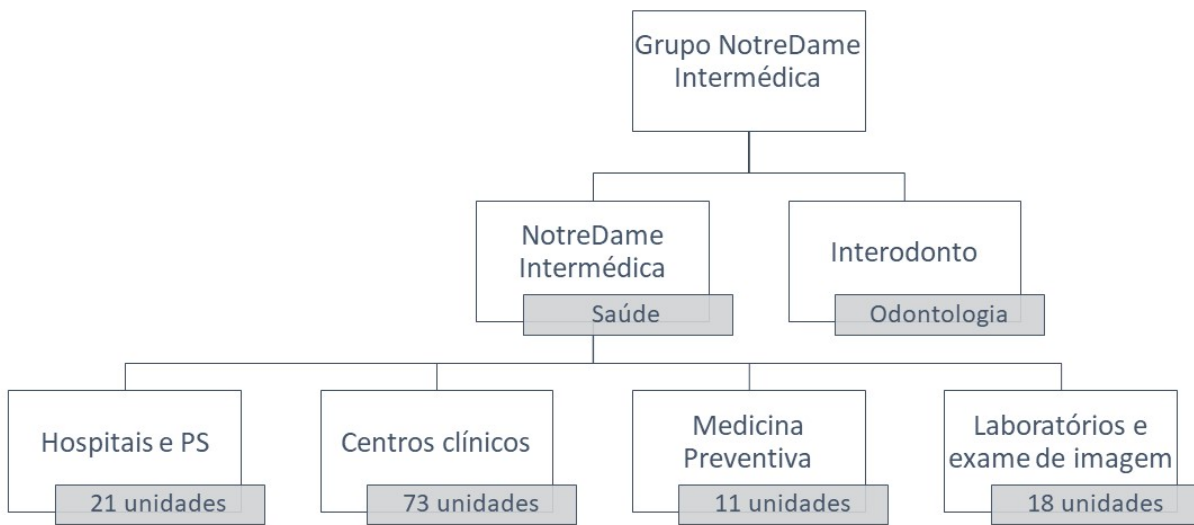 Grupo NotreDame
Intermédica
NotreDame
Intermédica
Saúde
Interodonto
Odontologia
Hospitais e PS
21 unidades
Centros clínicos
73 unidades
Medicina
Preventiva
11 unidades
Laboratórios e
exame de imagem
18 unidades